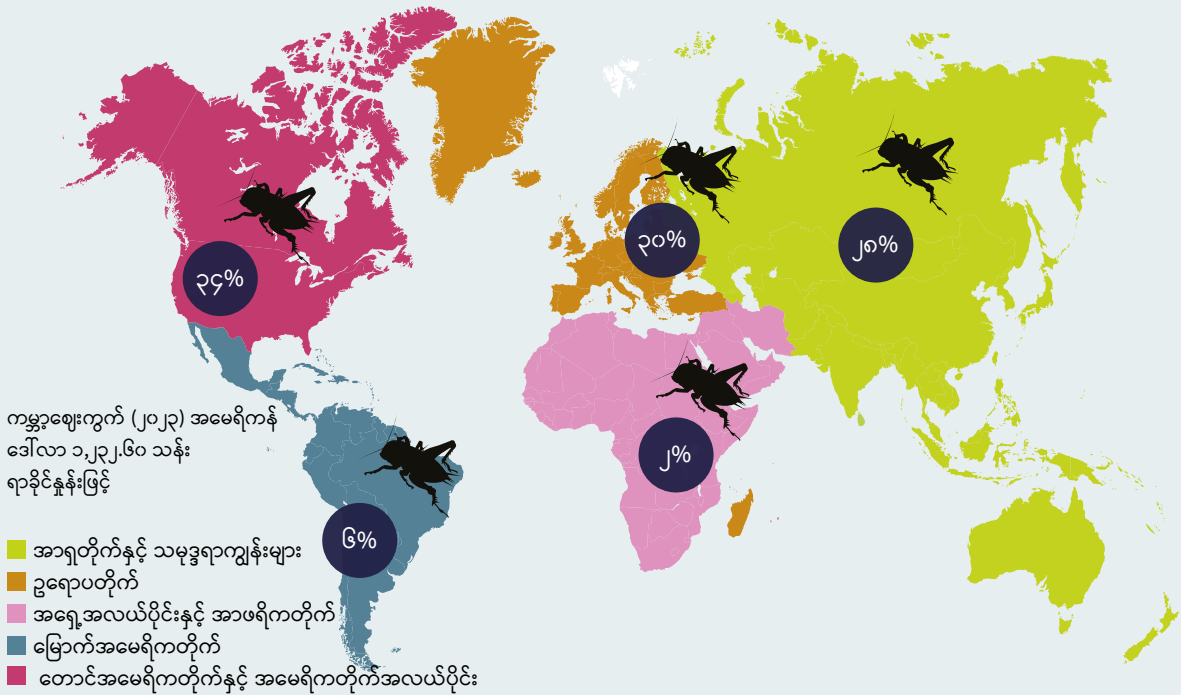 ၃၄%
၃၀%
၂၈%
၂%
၆%
ကမ္ဘာ့ဈေးကွက် (၂၀၂၃) အမေရိကန်
ဒေါ်လာ ၁,၂၃၂.၆၀ သန်း
ရာခိုင်နှုန်းဖြင့်
အာရှတိုက်နှင့် သမုဒ္ဒရာကျွန်းများ
ဥရောပတိုက်
အရှေ့အလယ်ပိုင်းနှင့် အာဖရိကတိုက်
မြောက်အမေရိကတိုက်
တောင်အမေရိကတိုက်နှင့် အမေရိကတိုက်အလယ်ပိုင်း